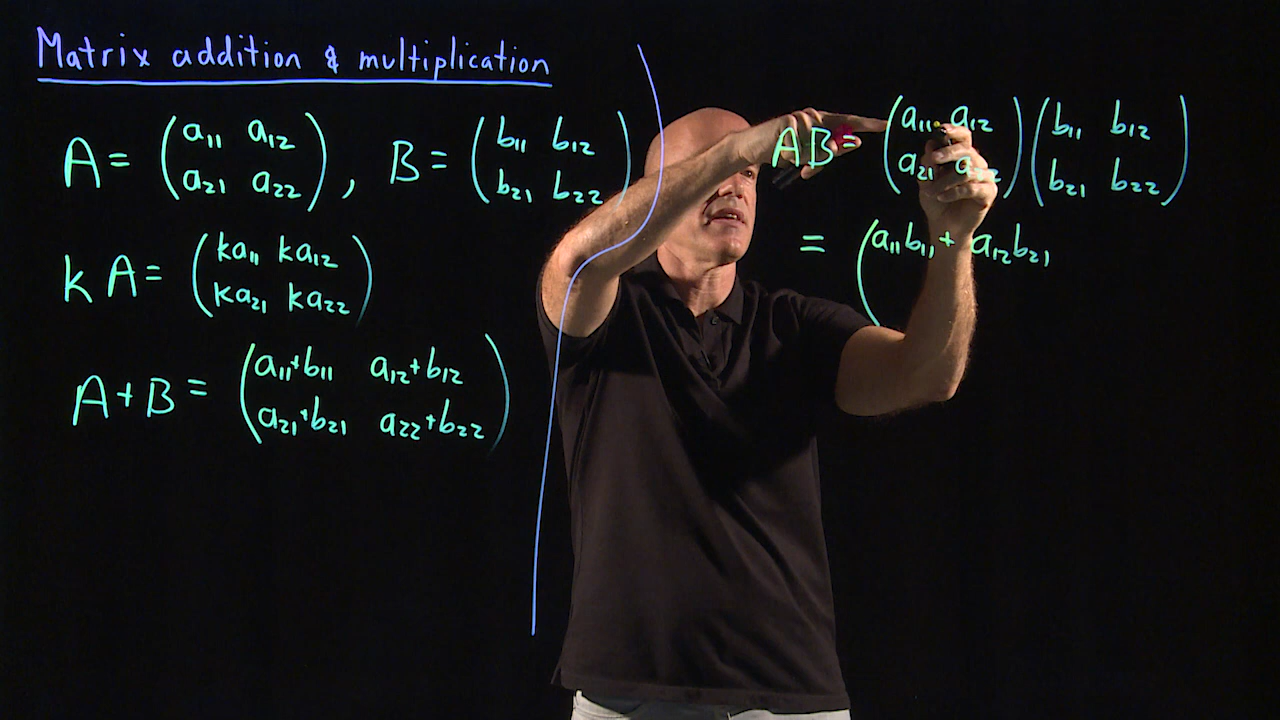 Matrix addition & multiplication
A = ( a₁₁ a₁₂
a₂₁ a₂₂ ) , B = ( b₁₁ b₁₂
b₂₁ b₂₂ )
kA = ( ka₁₁ ka₁₂
ka₂₁ ka₂₂ )
A+B = ( a₁₁+b₁₁ a₁₂+b₁₂
a₂₁+b₂₁ a₂₂+b₂₂ )
AB = ( a₁₁ a₁₂
a₂₁ a₂₂ ) ( b₁₁ b₁₂
b₂₁ b₂₂ )
= ( a₁₁b₁₁ + a₁₂b₂₁